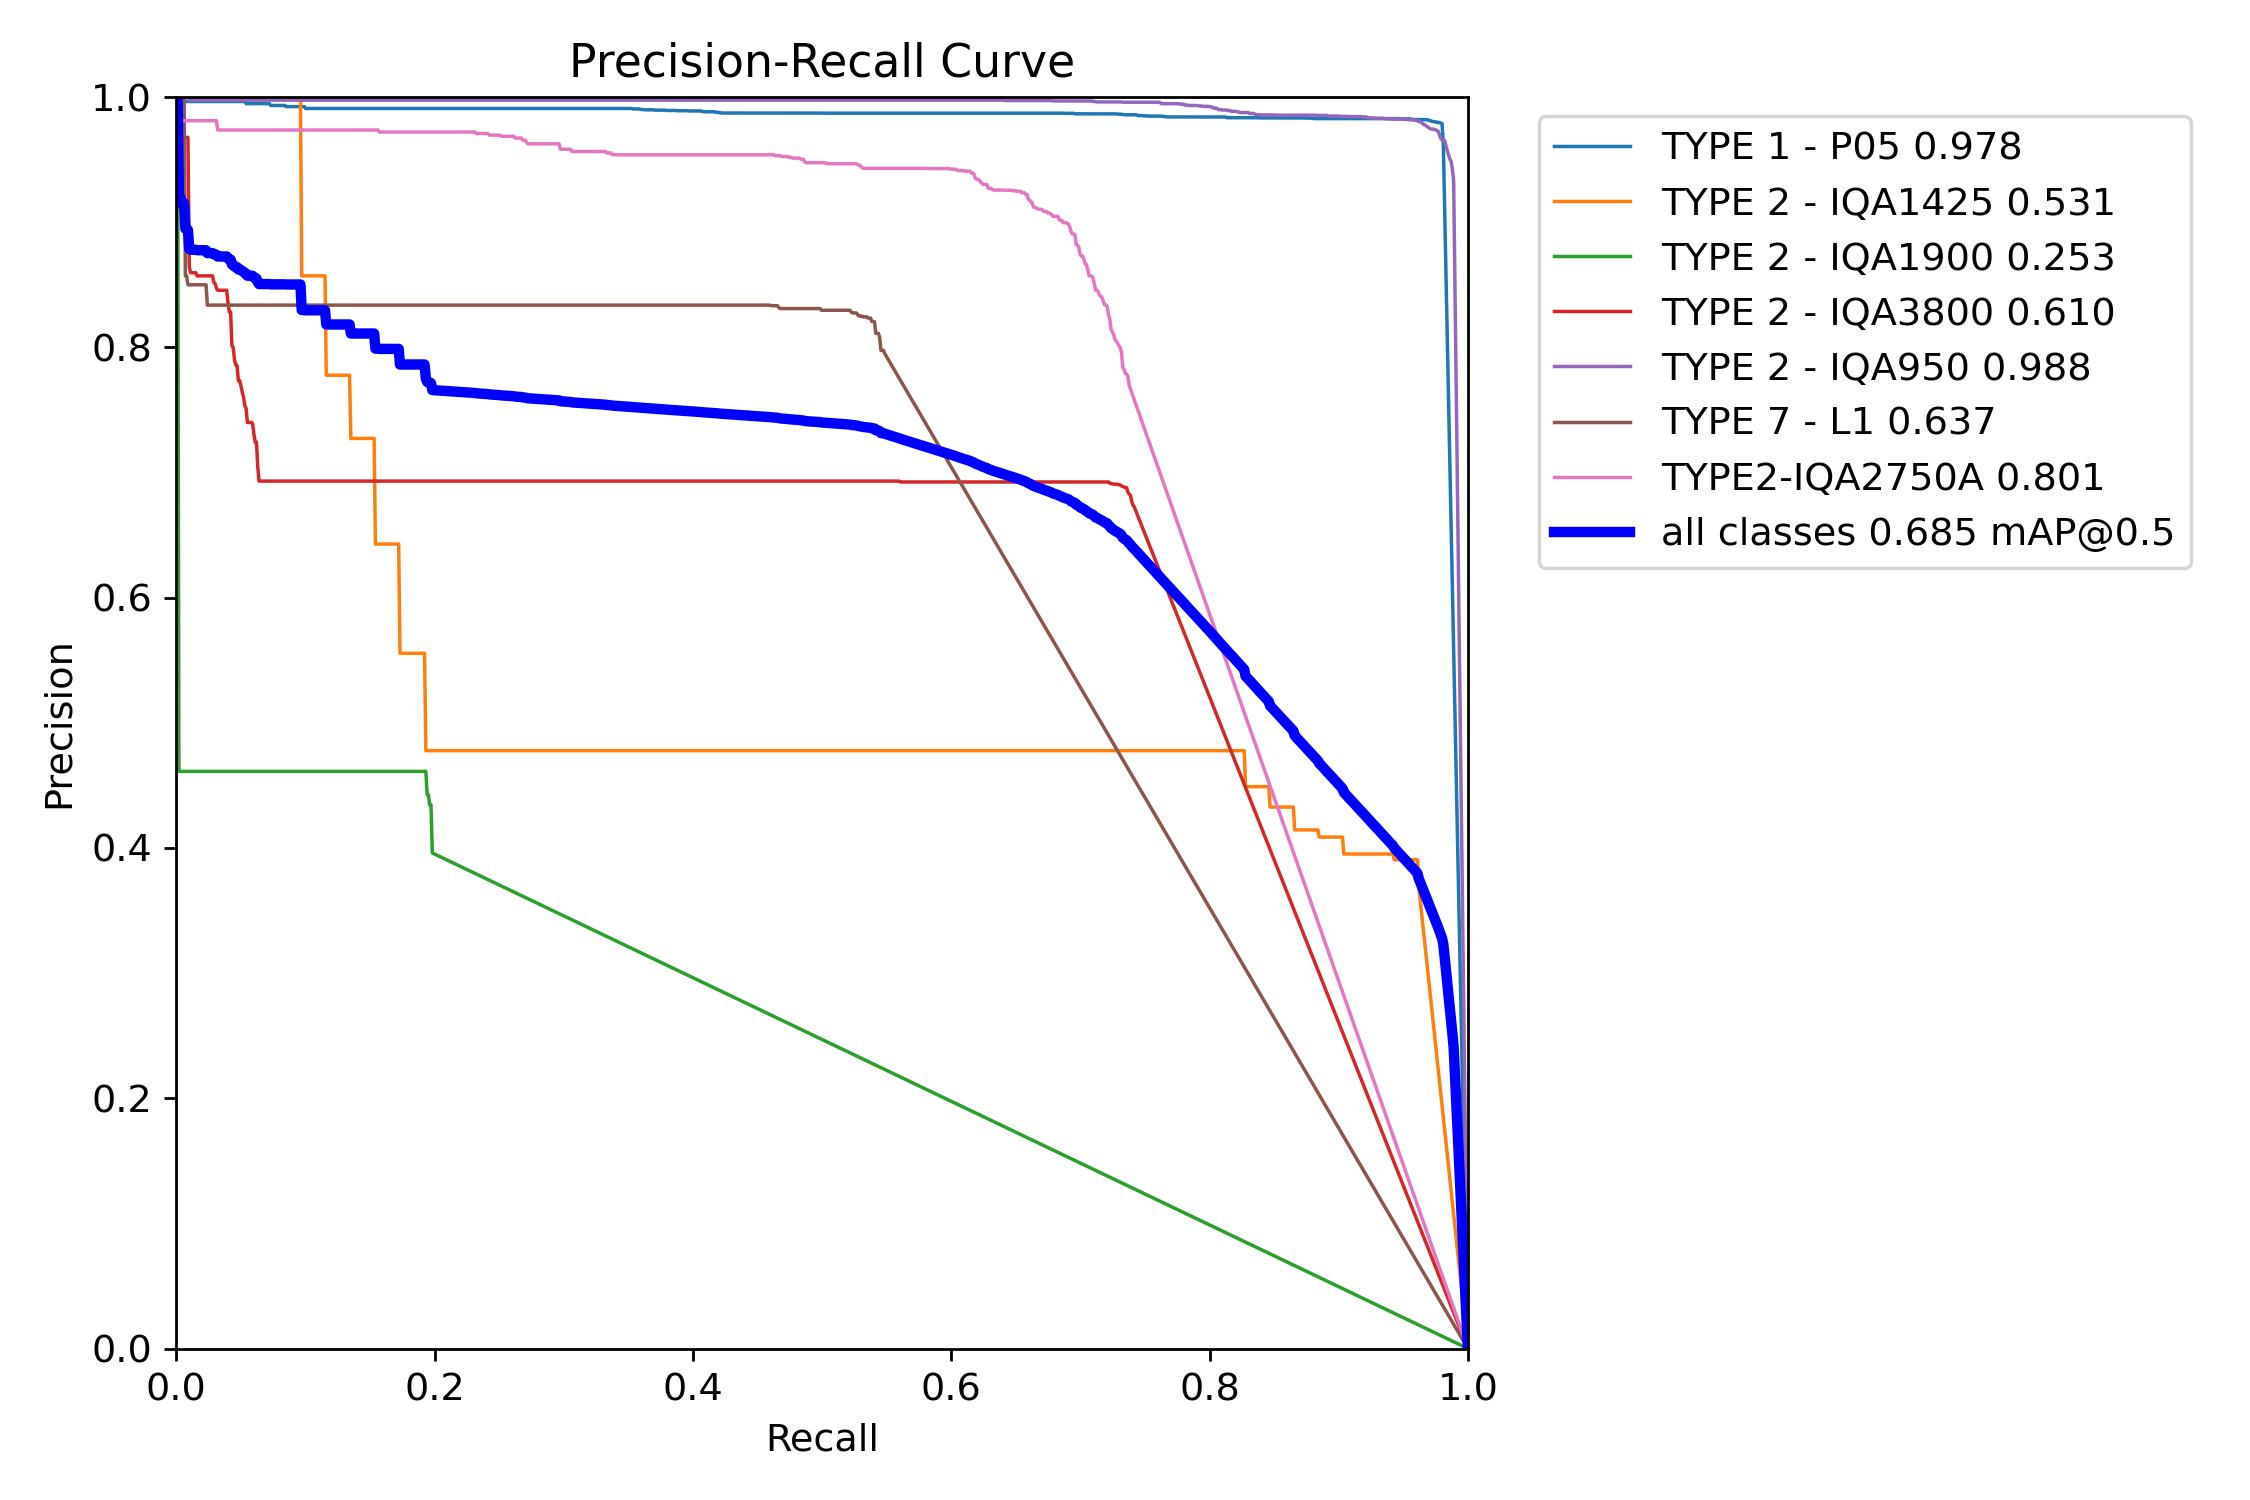 Precision-Recall Curve
1.0
0.8
0.6
0.4
0.2
0.0
Precision
0.0 0.2 0.4 0.6 0.8 1.0
Recall
TYPE 1 - P05 0.978
TYPE 2 - IQA1425 0.531
TYPE 2 - IQA1900 0.253
TYPE 2 - IQA3800 0.610
TYPE 2 - IQA950 0.988
TYPE 7 - L1 0.637
TYPE2-IQA2750A 0.801
all classes 0.685 mAP@0.5